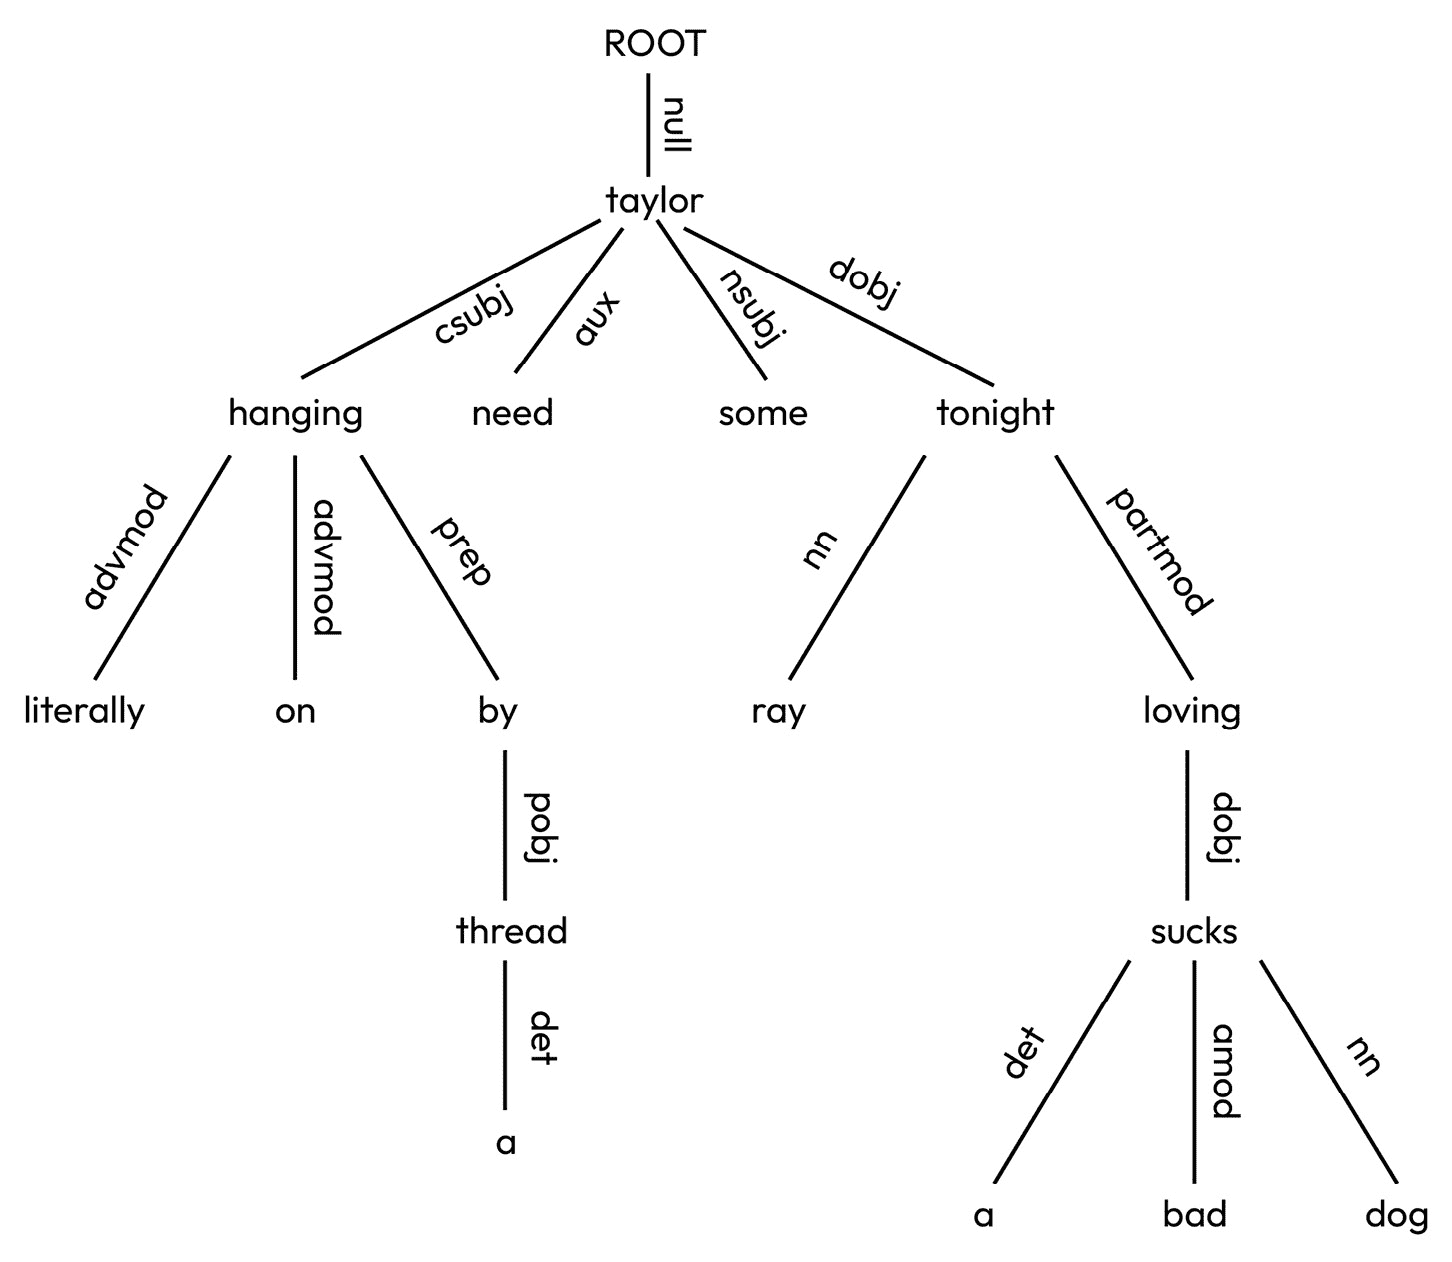 ROOT
null
taylor
csubj aux nsubj dobj
hanging need some tonight
advmod advmod prep nn partmod
literally on by ray loving
pobj dobj
thread sucks
det det amod nn
a
a bad dog